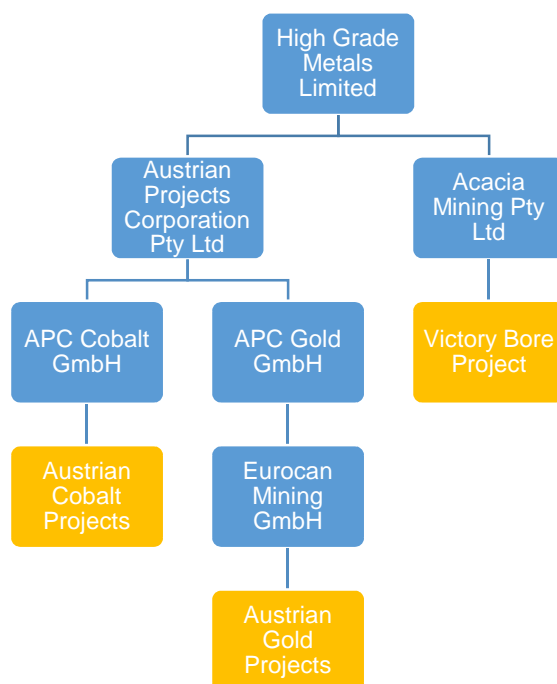 High Grade
Metals
Limited
Austrian
Projects
Corporation
Pty Ltd
Acacia
Mining Pty
Ltd
APC Cobalt
GmbH
APC Gold
GmbH
Victory Bore
Project
Austrian
Cobalt
Projects
Eurocan
Mining
GmbH
Austrian
Gold
Projects